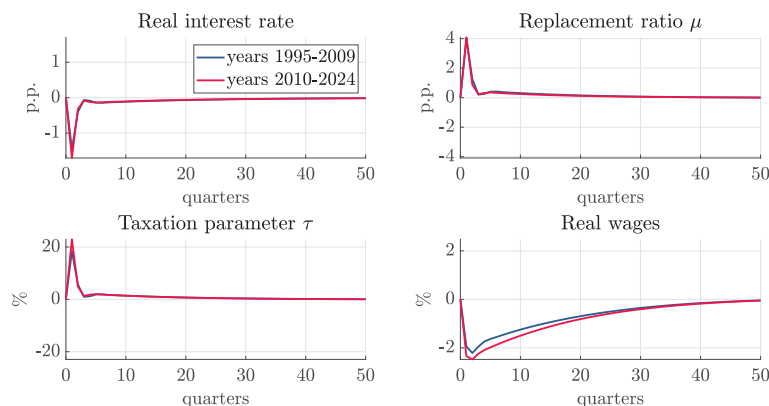 Real interest rate
1
0
-1
p.p.
years 1995-2009
years 2010-2024
0 10 20 30 40 50
quarters
Replacement ratio μ
4
2
0
-2
-4
p.p.
0 10 20 30 40 50
quarters
Taxation parameter τ
20
0
-20
%
0 10 20 30 40 50
quarters
Real wages
2
0
-2
%
0 10 20 30 40 50
quarters